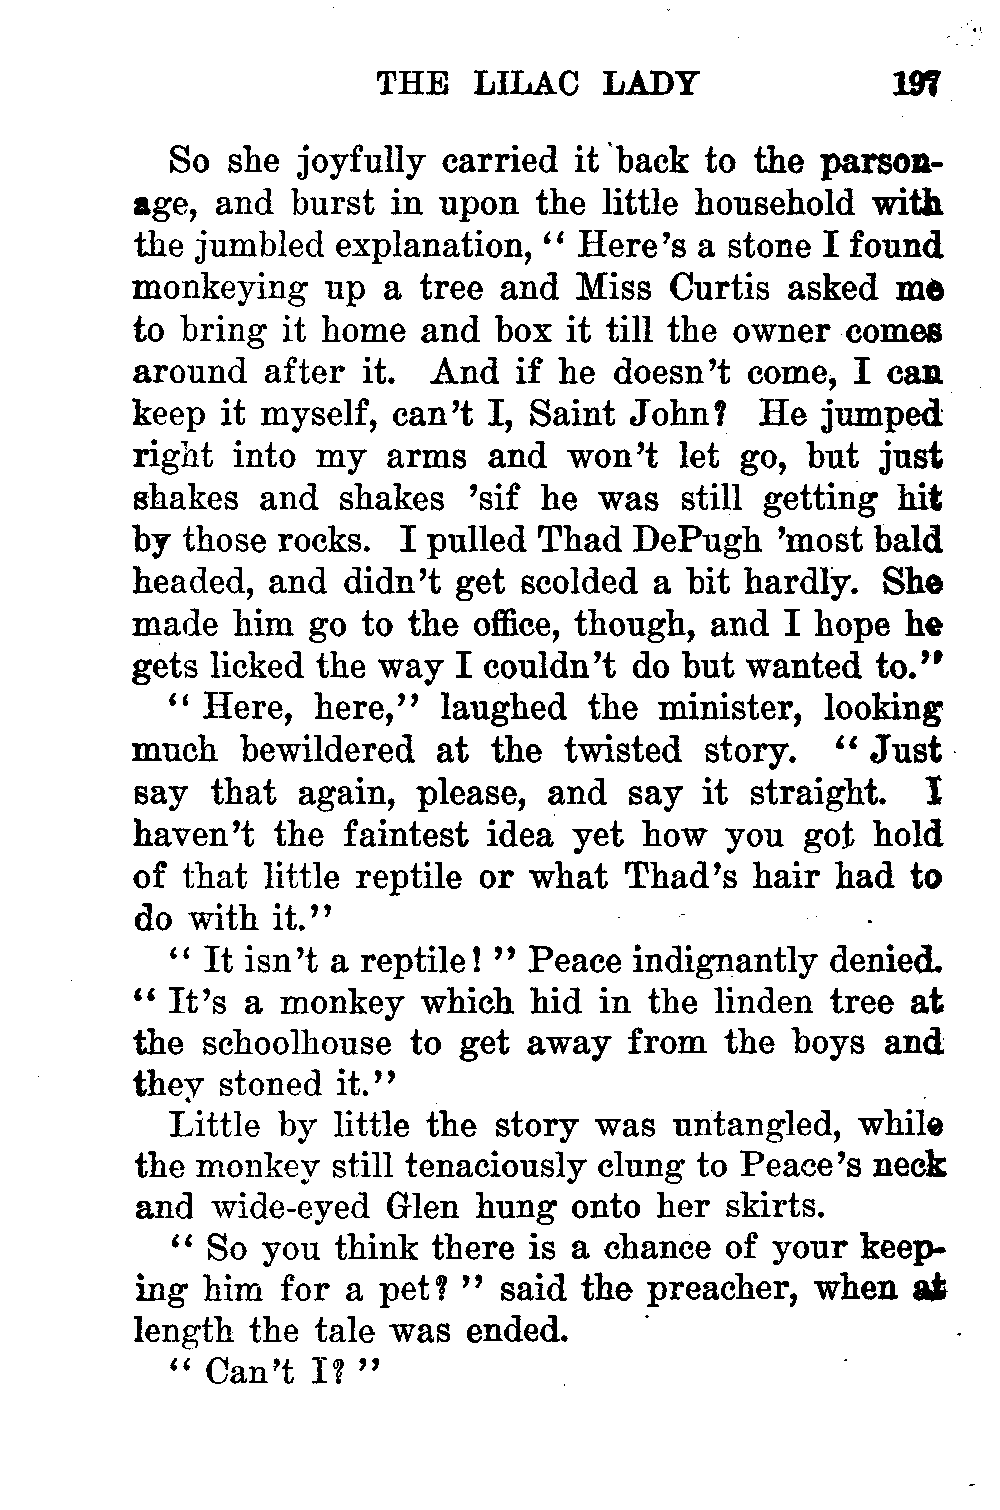 THE LILAC LADY 197
So she joyfully carried it back to the parson-
age, and burst in upon the little household with
the jumbled explanation, “ Here’s a stone I found
monkeying up a tree and Miss Curtis asked me
to bring it home and box it till the owner comes
around after it. And if he doesn’t come, I can
keep it myself, can’t I, Saint John? He jumped
right into my arms and won’t let go, but just
shakes and shakes ’sif he was still getting hit
by those rocks. I pulled Thad DePugh ’most bald
headed, and didn’t get scolded a bit hardly. She
made him go to the office, though, and I hope he
gets licked the way I couldn’t do but wanted to.”
“ Here, here,” laughed the minister, looking
much bewildered at the twisted story. “ Just
say that again, please, and say it straight. I
haven’t the faintest idea yet how you got hold
of that little reptile or what Thad’s hair had to
do with it.”
“ It isn’t a reptile! ” Peace indignantly denied.
“ It’s a monkey which hid in the linden tree at
the schoolhouse to get away from the boys and
they stoned it.”
Little by little the story was untangled, while
the monkey still tenaciously clung to Peace’s neck
and wide-eyed Glen hung onto her skirts.
“ So you think there is a chance of your keep-
ing him for a pet? ” said the preacher, when at
length the tale was ended.
“ Can’t I? ”